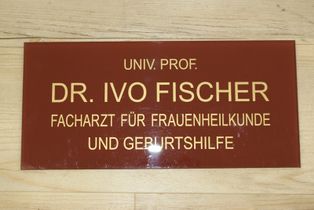 UNIV. PROF.
DR. IVO FISCHER
FACHARZT FÜR FRAUENHEILKUNDE
UND GEBURTSHILFE